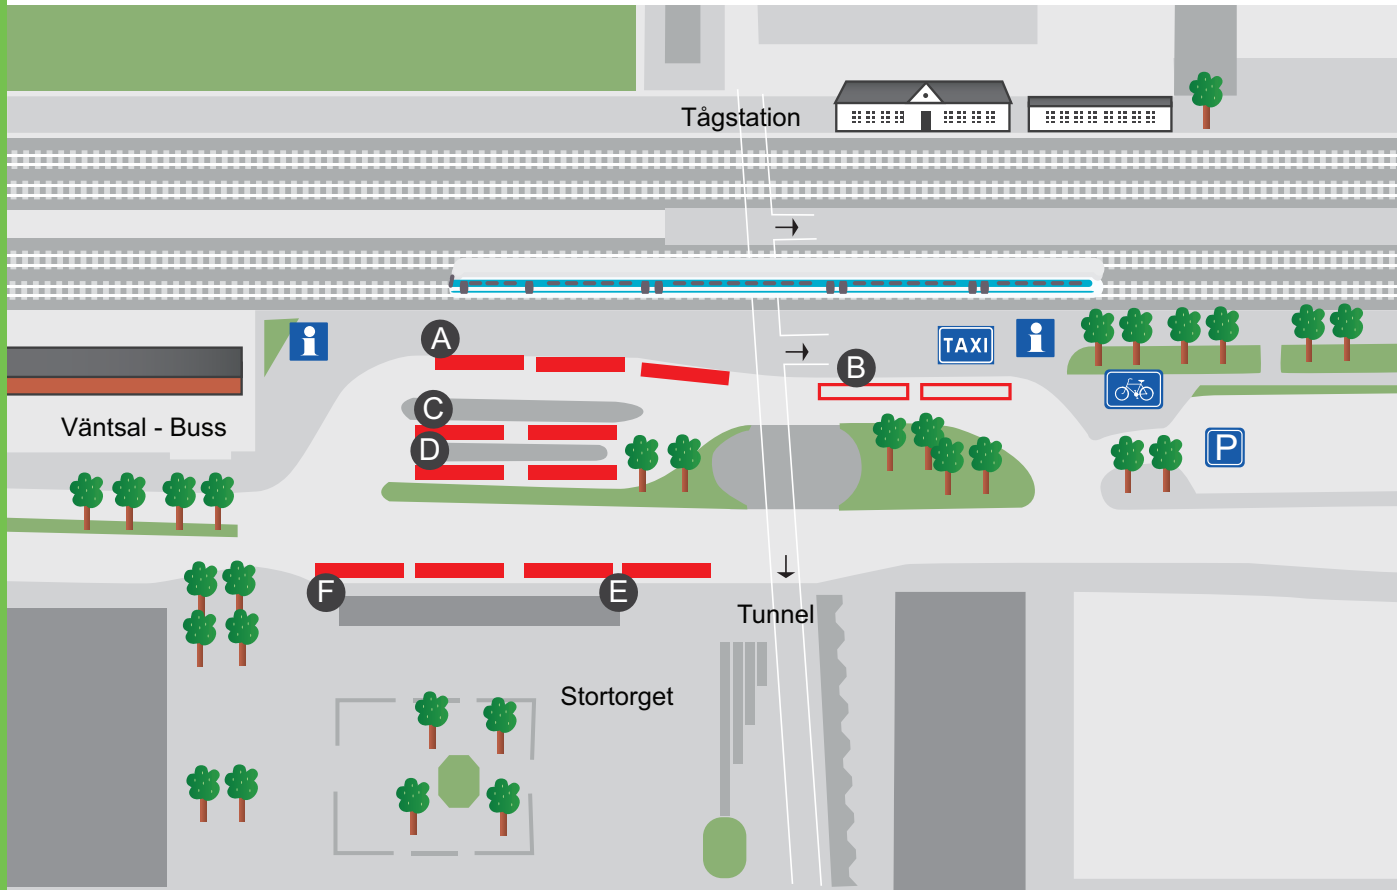 Tågstation
A
TAXI
i
i
B
C
Väntsal - Buss
D
P
F
E
Tunnel
Stortorget